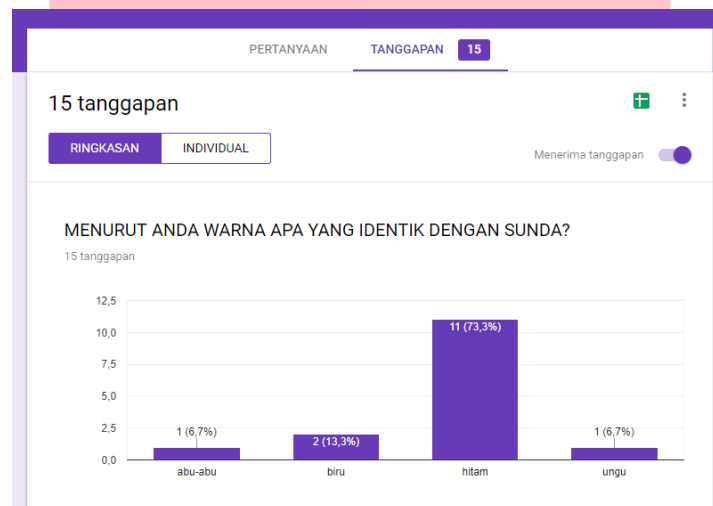 PERTANYAAN TANGGAPAN 15
15 tanggapan
RINGKASAN INDIVIDUAL
Menerima tanggapan
MENURUT ANDA WARNA APA YANG IDENTIK DENGAN SUNDA?
15 tanggapan
12,5
10,0
7,5
5,0
2,5
0,0
1 (6,7%)
2 (13,3%)
11 (73,3%)
1 (6,7%)
abu-abu biru hitam ungu